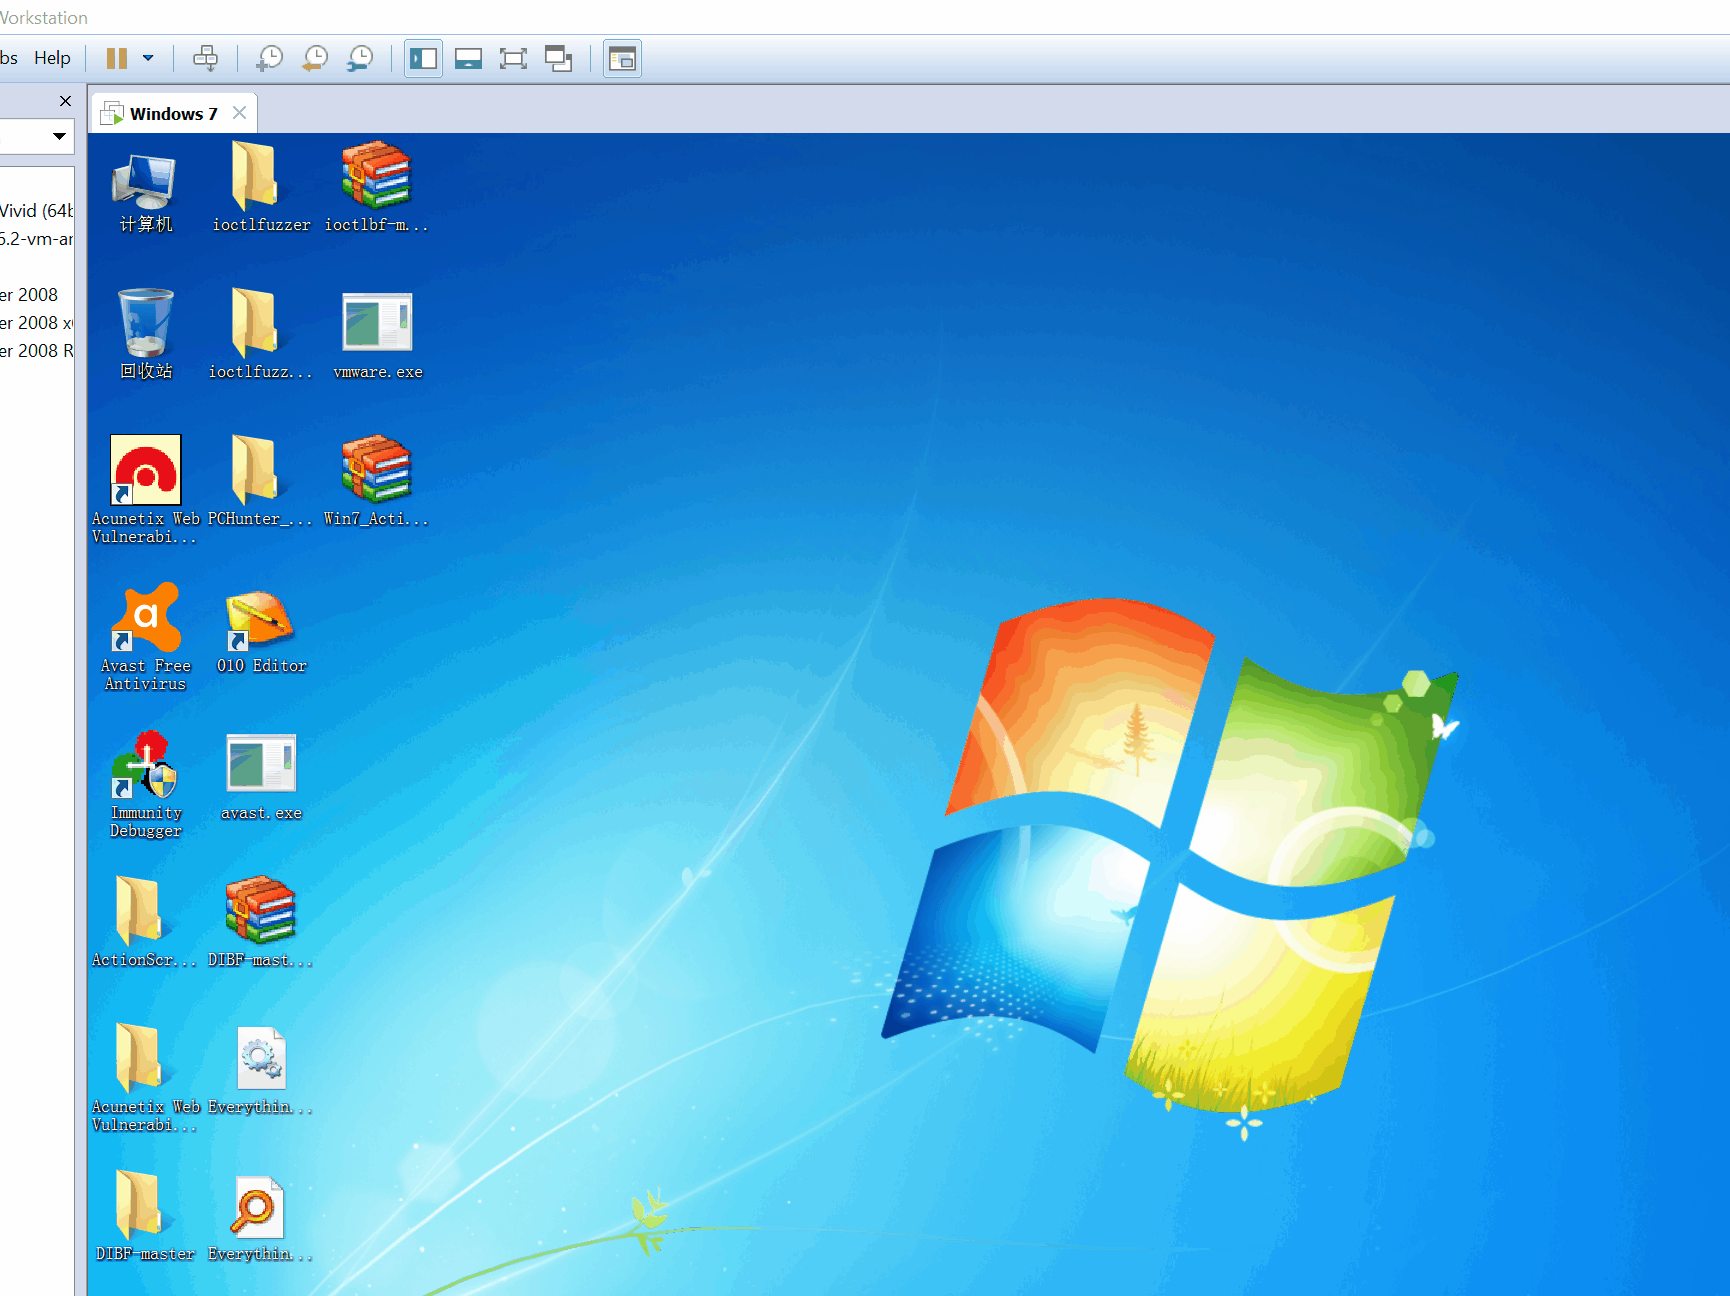 Workstation
bs Help
Windows 7
Vivid (64b
6.2-vm-ar
er 2008
er 2008 x
er 2008 R
计算机
ioctlfuzzer
ioctlbf-m...
回收站
ioctlfuzz...
vmware.exe
Acunetix Web
Vulnerabi...
PCHunter_...
Win7_Acti...
a
Avast Free
Antivirus
010 Editor
Immunity
Debugger
avast.exe
ActionScr...
DIBF-mast...
Acunetix Web
Vulnerabi...
Everythin...
DIBF-master
Everythin...